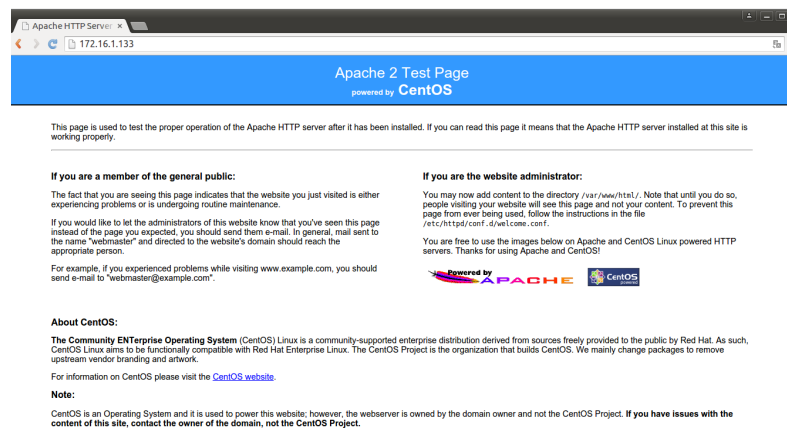 Apache HTTP Server
172.16.1.133
Apache 2 Test Page
powered by CentOS
This page is used to test the proper operation of the Apache HTTP server after it has been installed. If you can read this page it means that the Apache HTTP server installed at this site is
working properly.
If you are a member of the general public:
The fact that you are seeing this page indicates that the website you just visited is either
experiencing problems or is undergoing routine maintenance.
If you would like to let the administrators of this website know that you've seen this page
instead of the page you expected, you should send them e-mail. In general, mail sent to
the name "webmaster" and directed to the website's domain should reach the
appropriate person.
For example, if you experienced problems while visiting www.example.com, you should
send e-mail to "webmaster@example.com".
If you are the website administrator:
You may now add content to the directory /var/www/html/. Note that until you do so,
people visiting your website will see this page and not your content. To prevent this
page from ever being used, follow the instructions in the file
/etc/httpd/conf.d/welcome.conf.
You are free to use the images below on Apache and CentOS Linux powered HTTP
servers. Thanks for using Apache and CentOS!
Powered by
APACHE
CentOS
powered
About CentOS:
The Community ENTerprise Operating System (CentOS) Linux is a community-supported enterprise distribution derived from sources freely provided to the public by Red Hat. As such,
CentOS Linux aims to be functionally compatible with Red Hat Enterprise Linux. The CentOS Project is the organization that builds CentOS. We mainly change packages to remove
upstream vendor branding and artwork.
For information on CentOS please visit the CentOS website.
Note:
CentOS is an Operating System and it is used to power this website; however, the webserver is owned by the domain owner and not the CentOS Project. If you have issues with the
content of this site, contact the owner of the domain, not the CentOS Project.